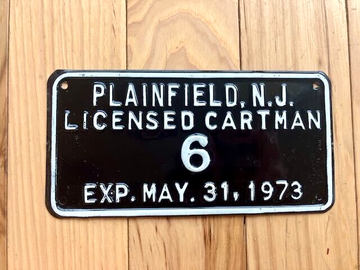 PLAINFIELD, N.J.
LICENSED CARTMAN
6
EXP. MAY. 31, 1973